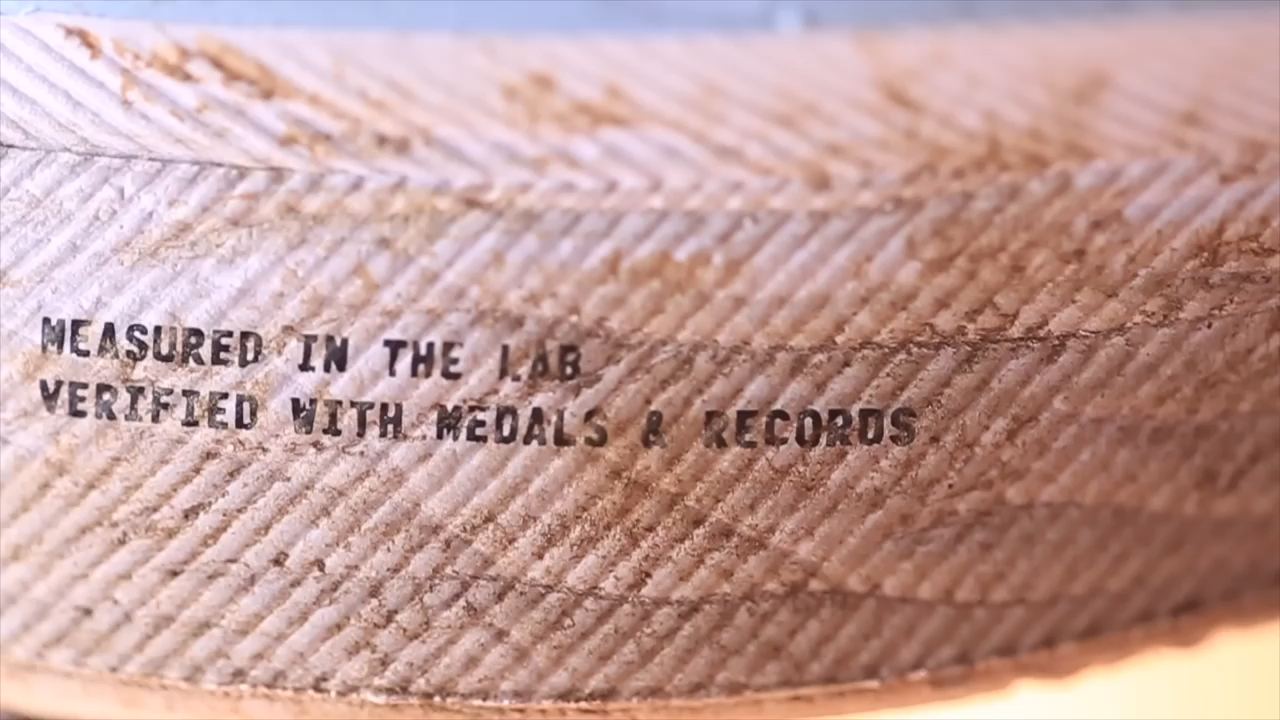 MEASURED IN THE LAB
VERIFIED WITH MEDALS & RECORDS